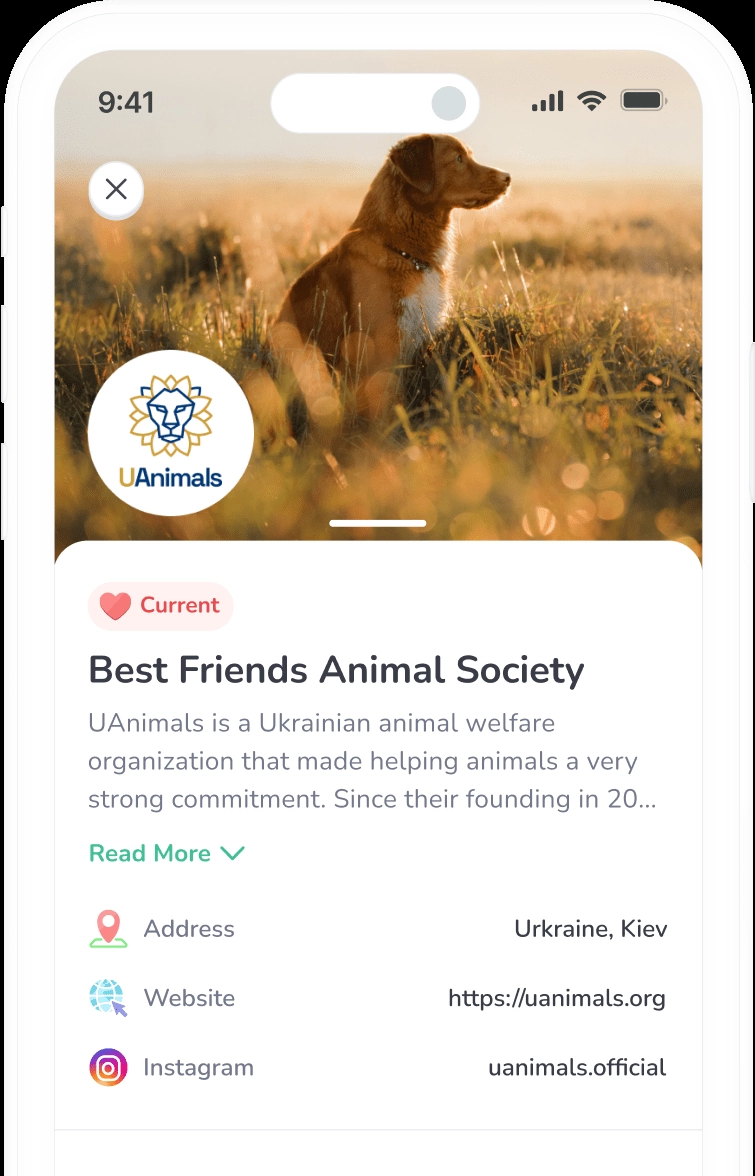 9:41
UAnimals
Current
Best Friends Animal Society
UAnimals is a Ukrainian animal welfare
organization that made helping animals a very
strong commitment. Since their founding in 20...
Read More
Address
Urkraine, Kiev
Website
https://uanimals.org
Instagram
uanimals.official